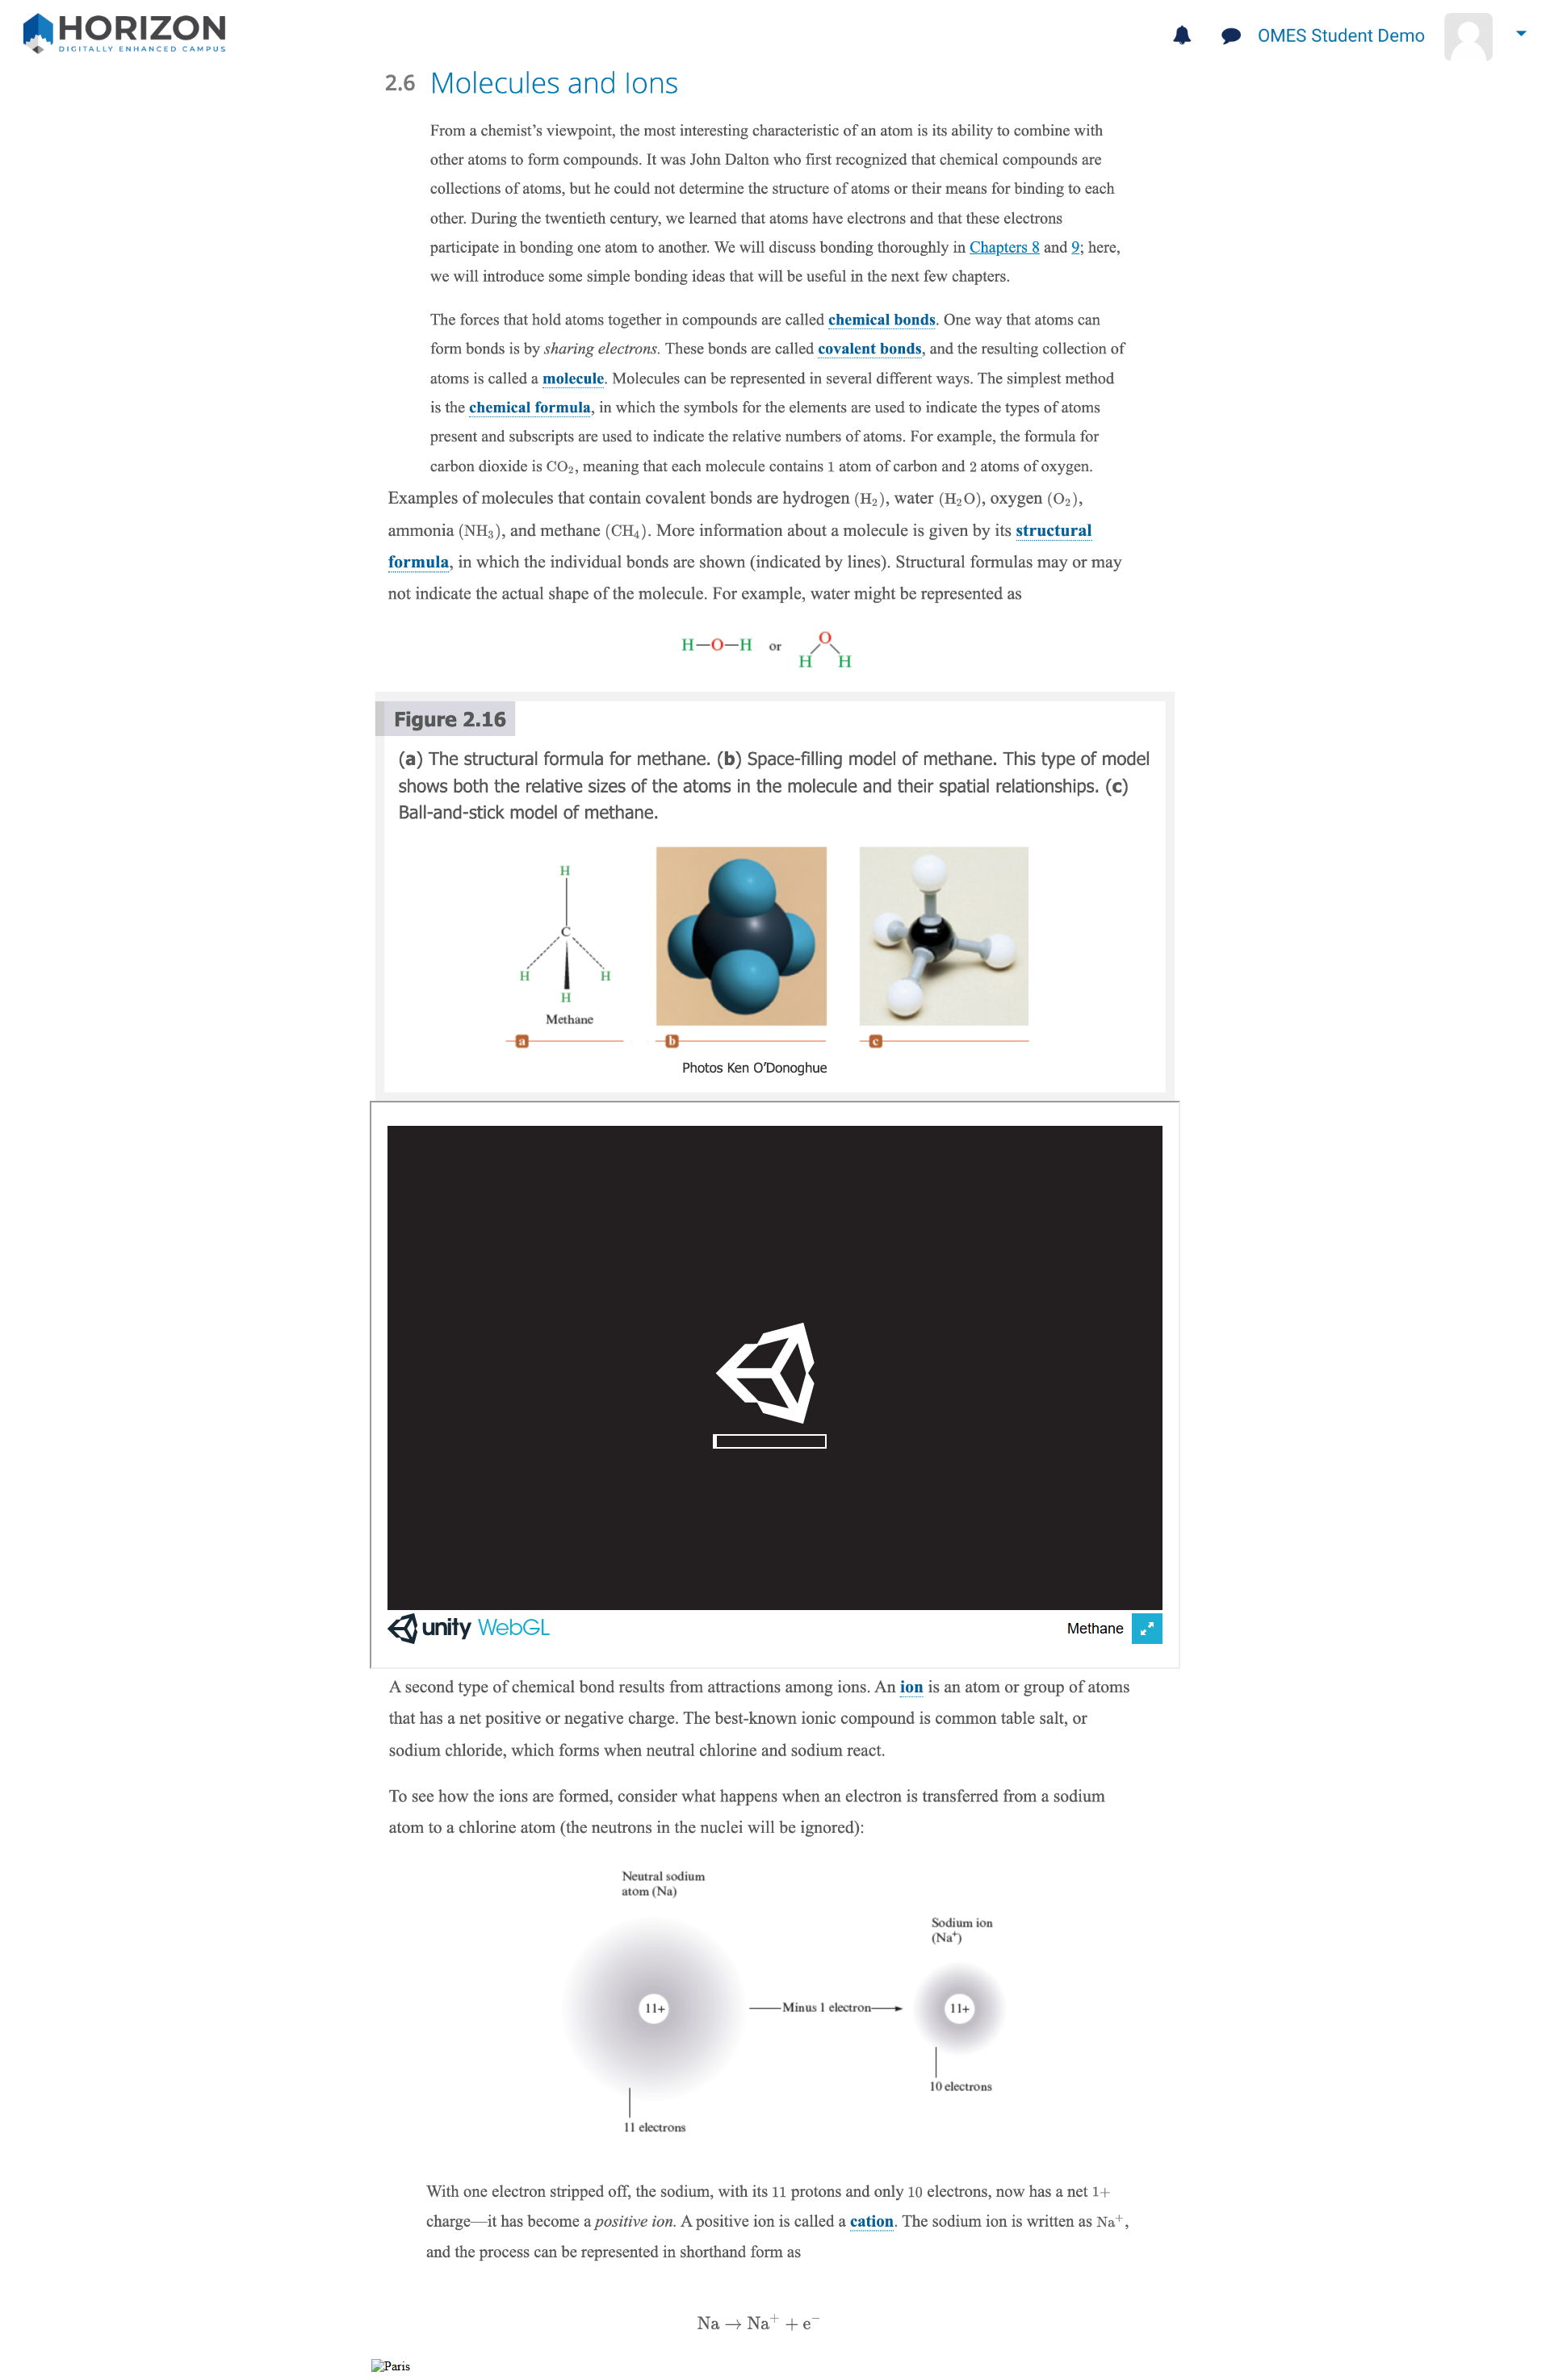 HORIZON
DIGITALLY ENHANCED CAMPUS
OMES Student Demo
2.6 Molecules and Ions
From a chemist’s viewpoint, the most interesting characteristic of an atom is its ability to combine with
other atoms to form compounds. It was John Dalton who first recognized that chemical compounds are
collections of atoms, but he could not determine the structure of atoms or their means for binding to each
other. During the twentieth century, we learned that atoms have electrons and that these electrons
participate in bonding one atom to another. We will discuss bonding thoroughly in Chapters 8 and 9; here,
we will introduce some simple bonding ideas that will be useful in the next few chapters.
The forces that hold atoms together in compounds are called chemical bonds. One way that atoms can
form bonds is by sharing electrons. These bonds are called covalent bonds, and the resulting collection of
atoms is called a molecule. Molecules can be represented in several different ways. The simplest method
is the chemical formula, in which the symbols for the elements are used to indicate the types of atoms
present and subscripts are used to indicate the relative numbers of atoms. For example, the formula for
carbon dioxide is CO₂, meaning that each molecule contains 1 atom of carbon and 2 atoms of oxygen.
Examples of molecules that contain covalent bonds are hydrogen (H₂), water (H₂O), oxygen (O₂),
ammonia (NH₃), and methane (CH₄). More information about a molecule is given by its structural
formula, in which the individual bonds are shown (indicated by lines). Structural formulas may or may
not indicate the actual shape of the molecule. For example, water might be represented as
H—O—H or O
H H
Figure 2.16
(a) The structural formula for methane. (b) Space-filling model of methane. This type of model
shows both the relative sizes of the atoms in the molecule and their spatial relationships. (c)
Ball-and-stick model of methane.
H
C
H H
H
Methane
a b c
Photos Ken O’Donoghue
unity WebGL
Methane
A second type of chemical bond results from attractions among ions. An ion is an atom or group of atoms
that has a net positive or negative charge. The best-known ionic compound is common table salt, or
sodium chloride, which forms when neutral chlorine and sodium react.
To see how the ions are formed, consider what happens when an electron is transferred from a sodium
atom to a chlorine atom (the neutrons in the nuclei will be ignored):
Neutral sodium
atom (Na)
Sodium ion
(Na⁺)
11+
Minus 1 electron
11+
10 electrons
11 electrons
With one electron stripped off, the sodium, with its 11 protons and only 10 electrons, now has a net 1+
charge—it has become a positive ion. A positive ion is called a cation. The sodium ion is written as Na⁺,
and the process can be represented in shorthand form as
Na → Na⁺ + e⁻
Paris